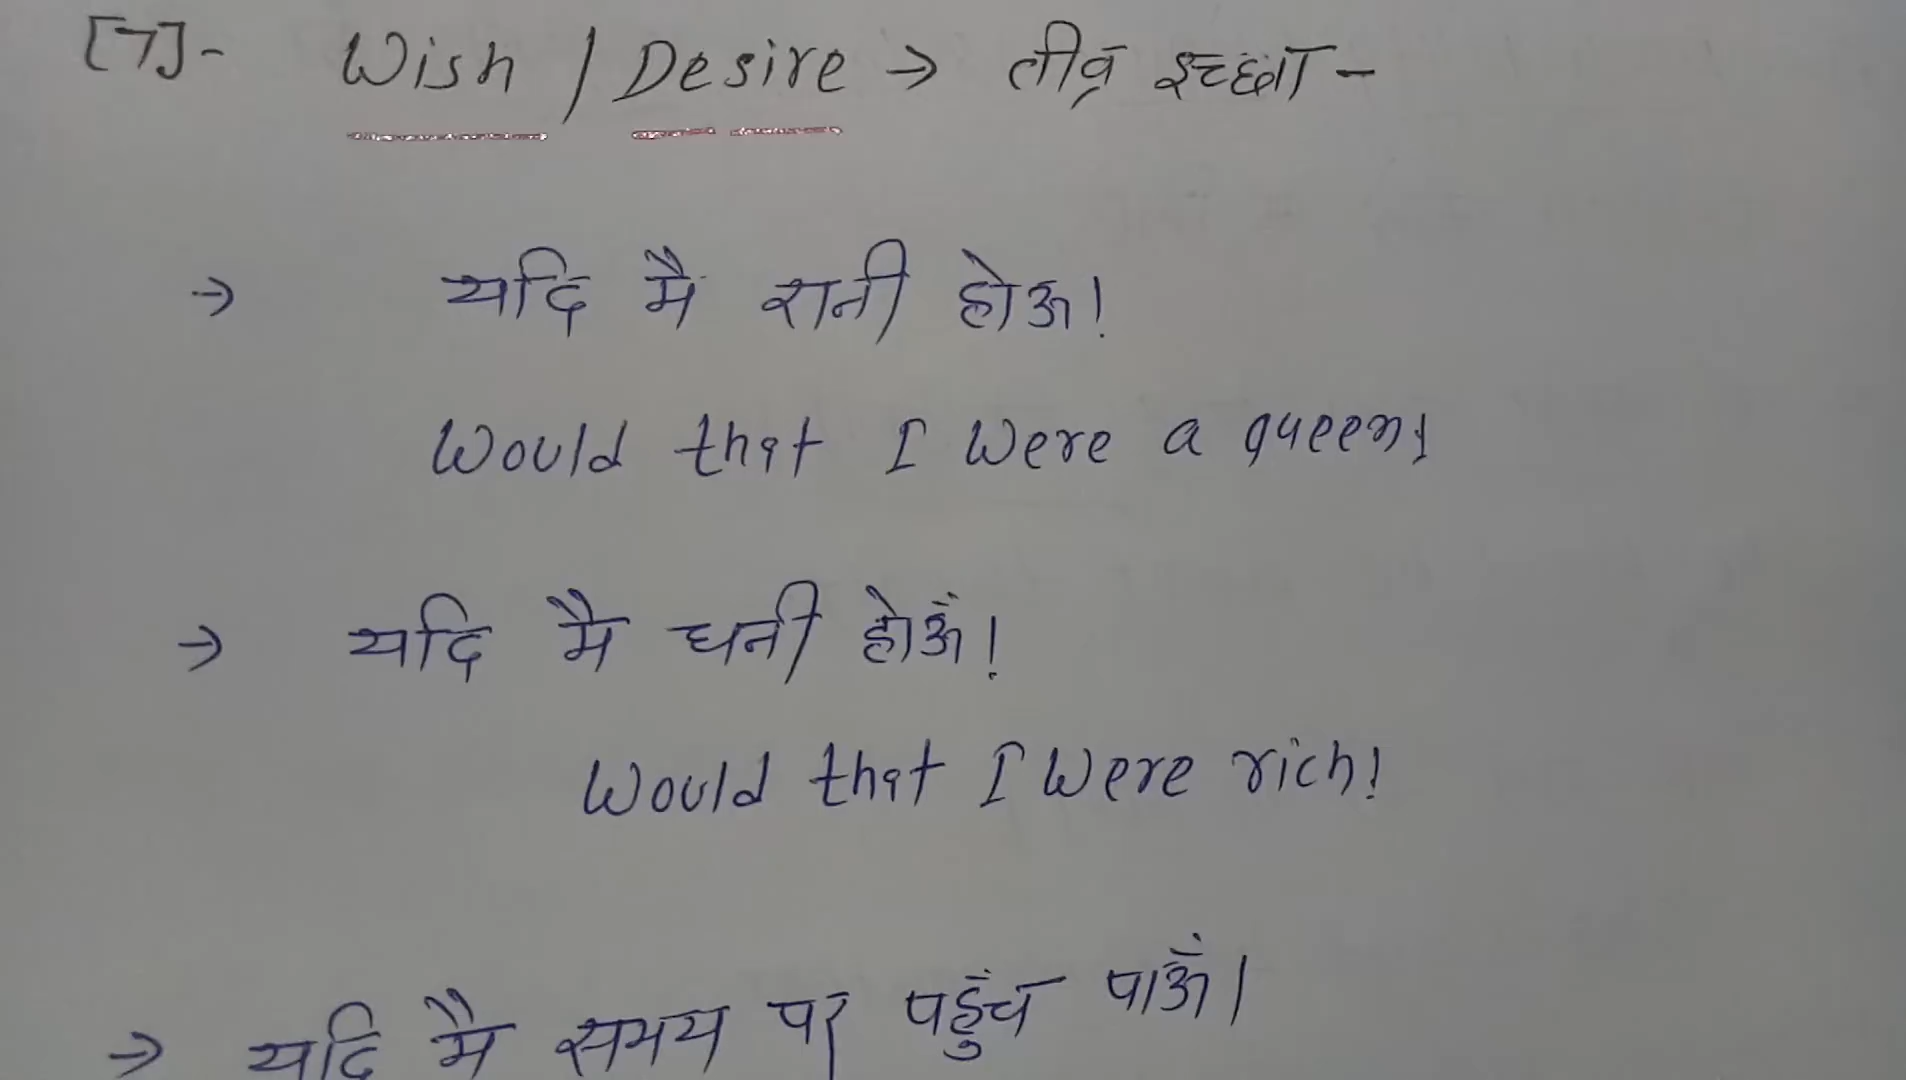 [7]- Wish / Desire → तीव्र इच्छा -
→ यदि मै रानी होऊ!
Would that I were a queen!
→ यदि मै धनी होऊँ!
Would that I were rich!
→ यदि मै समय पर पहुँच पाऊँ।